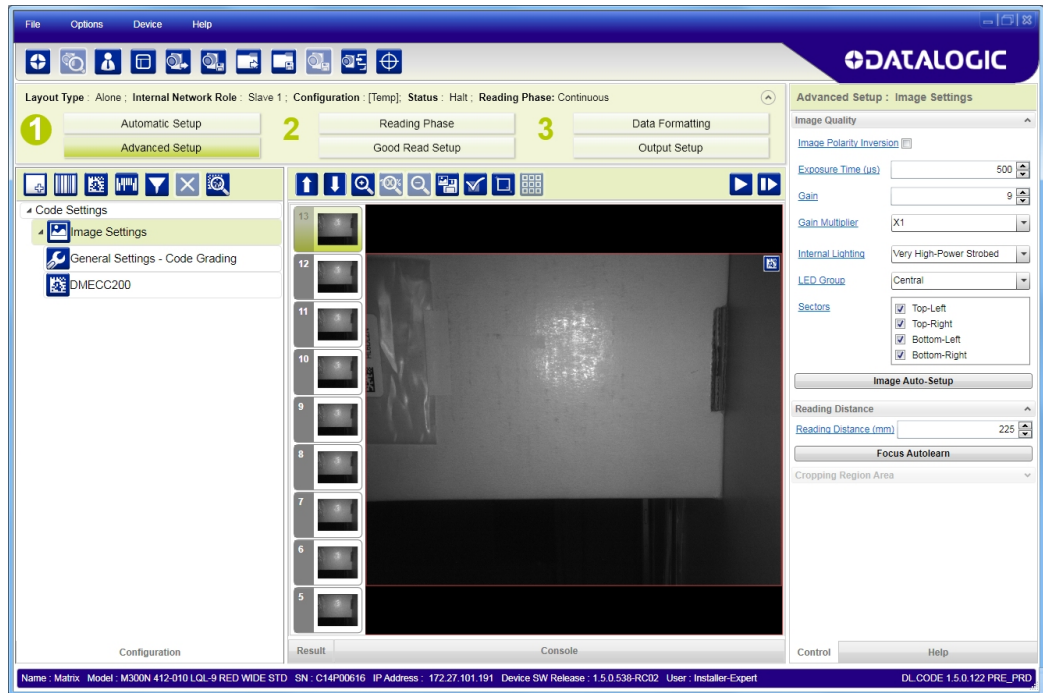 File Options Device Help
DATALOGIC
Layout Type : Alone ; Internal Network Role : Slave 1 ; Configuration : [Temp]; Status : Halt ; Reading Phase: Continuous
1 Automatic Setup 2 Reading Phase 3 Data Formatting
Advanced Setup Good Read Setup Output Setup
Code Settings
Image Settings
General Settings - Code Grading
DMECC200
Configuration
100%
13
12
11
10
9
8
7
6
5
Result Console
Advanced Setup : Image Settings
Image Quality
Image Polarity Inversion
Exposure Time (µs) 500
Gain 9
Gain Multiplier X1
Internal Lighting Very High-Power Strobed
LED Group Central
Sectors Top-Left
Top-Right
Bottom-Left
Bottom-Right
Image Auto-Setup
Reading Distance
Reading Distance (mm) 225
Focus Autolearn
Cropping Region Area
Control Help
Name : Matrix Model : M300N 412-010 LQL-9 RED WIDE STD SN : C14P00616 IP Address : 172.27.101.191 Device SW Release : 1.5.0.538-RC02 User : Installer-Expert DL.CODE 1.5.0.122 PRE_PRD